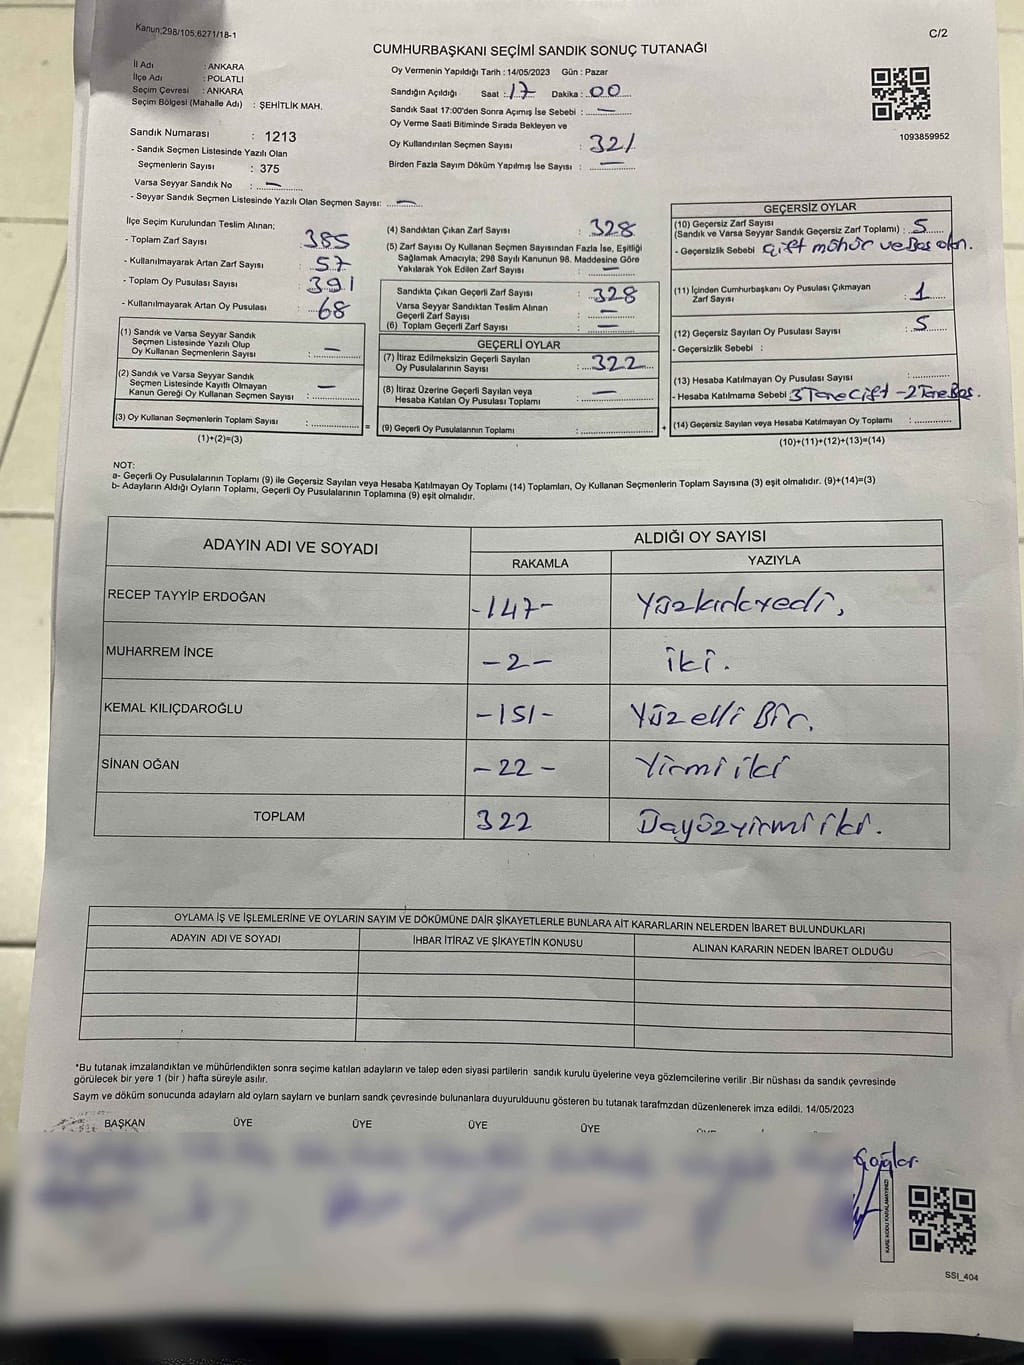 Kanun;298/105,6271/18-1
C/2
CUMHURBAŞKANI SEÇİMİ SANDIK SONUÇ TUTANAĞI
İl Adı : ANKARA
İlçe Adı : POLATLI
Seçim Çevresi : ANKARA
Seçim Bölgesi (Mahalle Adı) : ŞEHİTLİK MAH.
Sandık Numarası : 1213
- Sandık Seçmen Listesinde Yazılı Olan
Seçmenlerin Sayısı : 375
Varsa Seyyar Sandık No : —
- Seyyar Sandık Seçmen Listesinde Yazılı Olan Seçmen Sayısı: —
Oy Vermenin Yapıldığı Tarih : 14/05/2023 Gün : Pazar
Sandığın Açıldığı Saat : 17 Dakika : 00
Sandık Saat 17:00'den Sonra Açımış İse Sebebi : —
Oy Verme Saati Bitiminde Sırada Bekleyen ve
Oy Kullandırılan Seçmen Sayısı : 321
Birden Fazla Sayım Döküm Yapılmış İse Sayısı : —
1093859952
İlçe Seçim Kurulundan Teslim Alınan:
- Toplam Zarf Sayısı : 385
- Kullanılmayarak Artan Zarf Sayısı : 57
- Toplam Oy Pusulası Sayısı : 391
- Kullanılmayarak Artan Oy Pusulası : 68
(1) Sandık ve Varsa Seyyar Sandık
Seçmen Listesinde Yazılı Olup
Oy Kullanan Seçmenlerin Sayısı : —
(2) Sandık ve Varsa Seyyar Sandık
Seçmen Listesinde Kayıtlı Olmayan
Kanun Gereği Oy Kullanan Seçmen Sayısı : —
(3) Oy Kullanan Seçmenlerin Toplam Sayısı :
(1)+(2)=(3)
(4) Sandıktan Çıkan Zarf Sayısı : 328
(5) Zarf Sayısı Oy Kullanan Seçmen Sayısından Fazla İse, Eşitliği
Sağlamak Amacıyla; 298 Sayılı Kanunun 98. Maddesine Göre
Yakılarak Yok Edilen Zarf Sayısı : —
Sandıkta Çıkan Geçerli Zarf Sayısı : 328
Varsa Seyyar Sandıktan Teslim Alınan
Geçerli Zarf Sayısı : —
(6) Toplam Geçerli Zarf Sayısı : —
GEÇERLİ OYLAR
(7) İtiraz Edilmeksizin Geçerli Sayılan
Oy Pusulalarının Sayısı : 322
(8) İtiraz Üzerine Geçerli Sayılan veya
Hesaba Katılan Oy Pusulası Toplamı : —
(9) Geçerli Oy Pusulalarının Toplamı :
GEÇERSİZ OYLAR
(10) Geçersiz Zarf Sayısı
(Sandık ve Varsa Seyyar Sandık Geçersiz Zarf Toplamı) : 5
- Geçersizlik Sebebi Çift mühür ve Boş olan.
(11) İçinden Cumhurbaşkanı Oy Pusulası Çıkmayan
Zarf Sayısı : 1
(12) Geçersiz Sayılan Oy Pusulası Sayısı : 5
- Geçersizlik Sebebi :
(13) Hesaba Katılmayan Oy Pusulası Sayısı :
- Hesaba Katılmama Sebebi 3 Tane Çift - 2 Tane Boş.
(14) Geçersiz Sayılan veya Hesaba Katılmayan Oy Toplamı :
(10)+(11)+(12)+(13)=(14)
NOT:
a- Geçerli Oy Pusulalarının Toplamı (9) ile Geçersiz Sayılan veya Hesaba Katılmayan Oy Toplamı (14) Toplamları, Oy Kullanan Seçmenlerin Toplam Sayısına (3) eşit olmalıdır. (9)+(14)=(3)
b- Adayların Aldığı Oyların Toplamı, Geçerli Oy Pusulalarının Toplamına (9) eşit olmalıdır.
ADAYIN ADI VE SOYADI
ALDIĞI OY SAYISI
RAKAMLA YAZIYLA
RECEP TAYYİP ERDOĞAN -147- Yüzkırkyedi,
MUHARREM İNCE -2- iki.
KEMAL KILIÇDAROĞLU -151- Yüz elli Bir,
SİNAN OĞAN -22- Yirmi iki
TOPLAM 322
OYLAMA İŞ VE İŞLEMLERİNE VE OYLARIN SAYIM VE DÖKÜMÜNE DAİR ŞİKAYETLERLE BUNLARA AİT KARARLARIN NELERDEN İBARET BULUNDUKLARI
ADAYIN ADI VE SOYADI İHBAR İTİRAZ VE ŞİKAYETİN KONUSU ALINAN KARARIN NEDEN İBARET OLDUĞU
*Bu tutanak imzalandıktan ve mühürlendikten sonra seçime katılan adayların ve talep eden siyasi partilerin sandık kurulu üyelerine veya gözlemcilerine verilir .Bir nüshası da sandık çevresinde
görülecek bir yere 1 (bir ) hafta süreyle asılır.
Saym ve döküm sonucunda adayların ald oyların saylarn ve bunlarn sandk çevresinde bulunanlara duyurulduunu gösteren bu tutanak tarafmzdan düzenlenerek imza edildi. 14/05/2023
BAŞKAN ÜYE ÜYE ÜYE ÜYE
Çağlar
KARE KODU KARALAMAYINIZ!
SSI_404